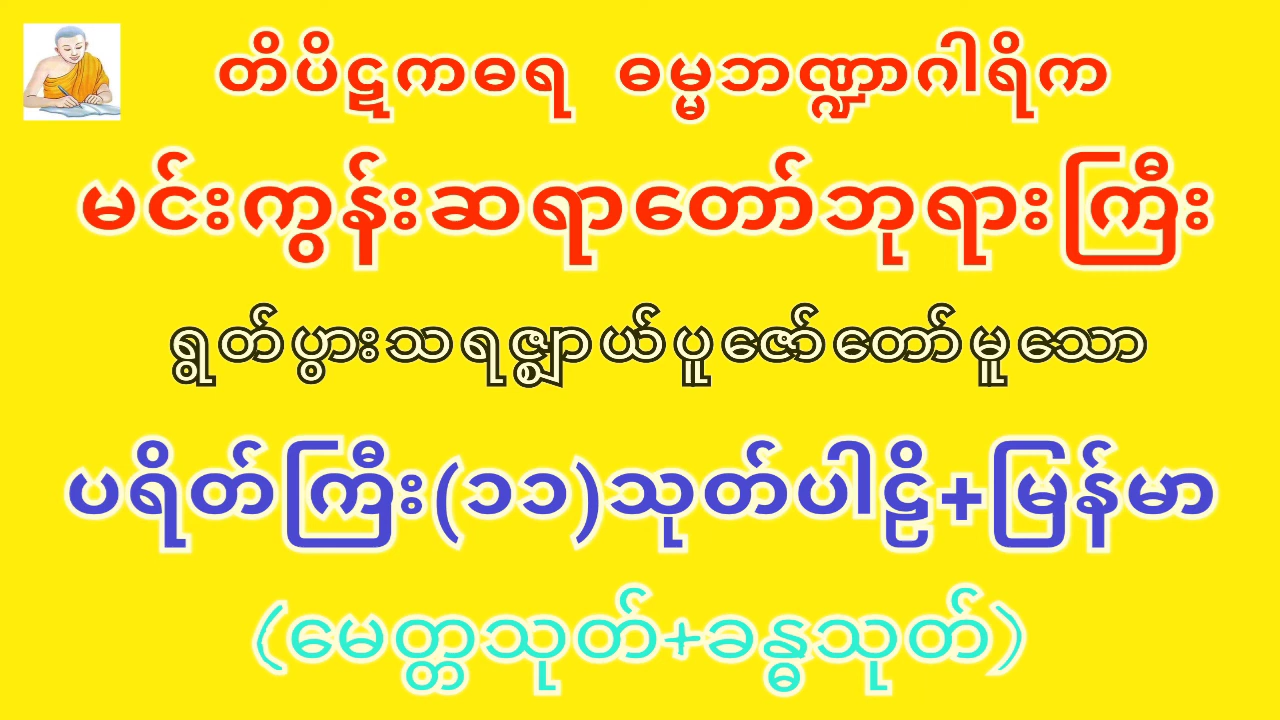 တိပိဋကဓရ ဓမ္မဘဏ္ဍာဂါရိက
မင်းကွန်းဆရာတော်ဘုရားကြီး
ရွတ်ပွားသရဇ္ဈာယ်ပူဇော်တော်မူသော
ပရိတ်ကြီး(၁၁)သုတ်ပါဠိ+မြန်မာ
(မေတ္တသုတ်+ခန္ဓသုတ်)